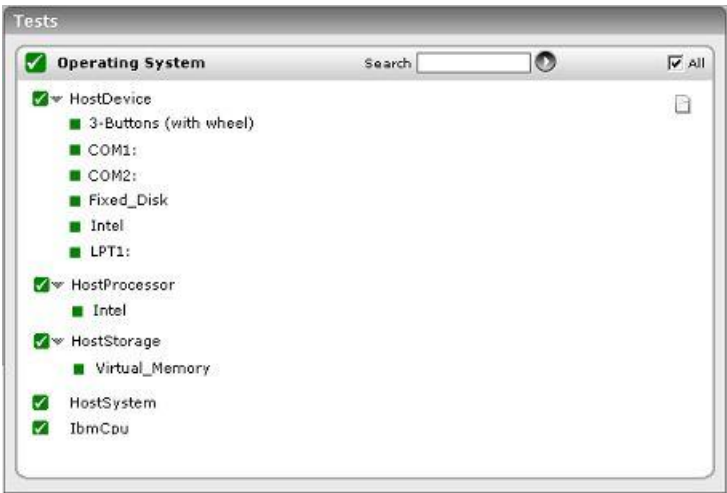 Tests
Operating System Search All
HostDevice
3-Buttons (with wheel)
COM1:
COM2:
Fixed_Disk
Intel
LPT1:
HostProcessor
Intel
HostStorage
Virtual_Memory
HostSystem
IbmCpu